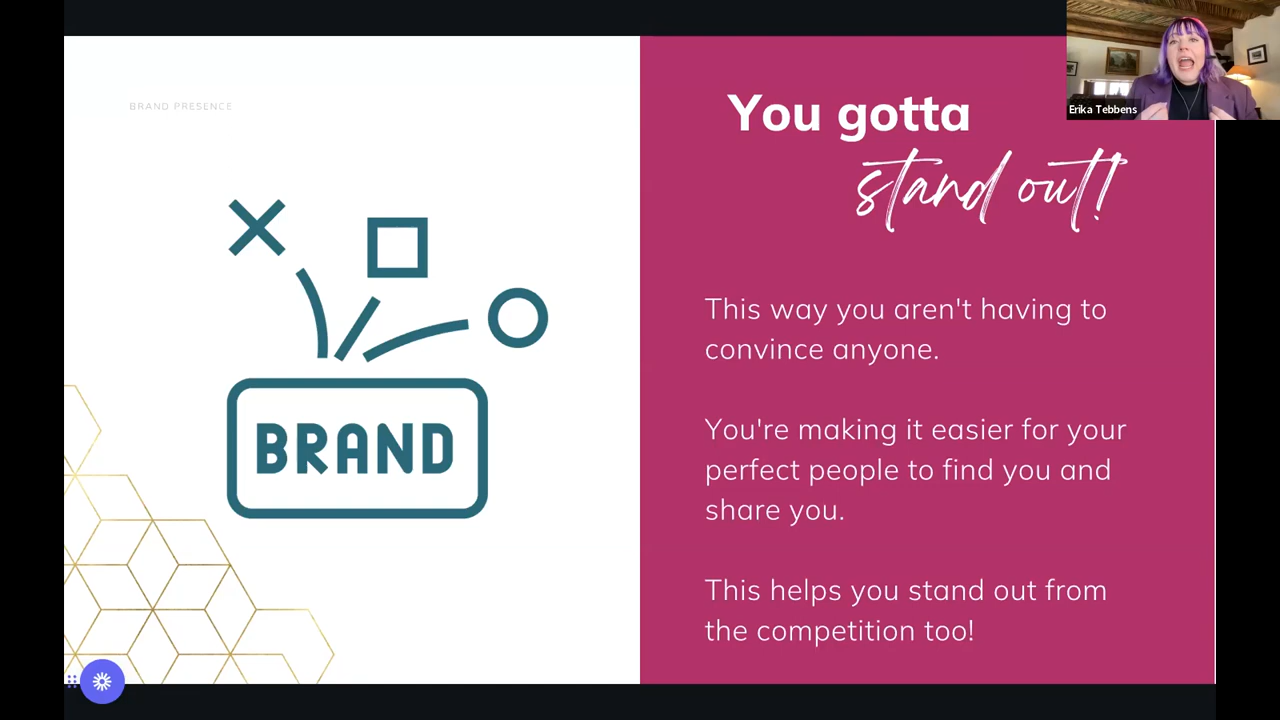 BRAND PRESENCE
BRAND
You gotta
stand out!
This way you aren't having to
convince anyone.
You're making it easier for your
perfect people to find you and
share you.
This helps you stand out from
the competition too!
Erika Tebbens